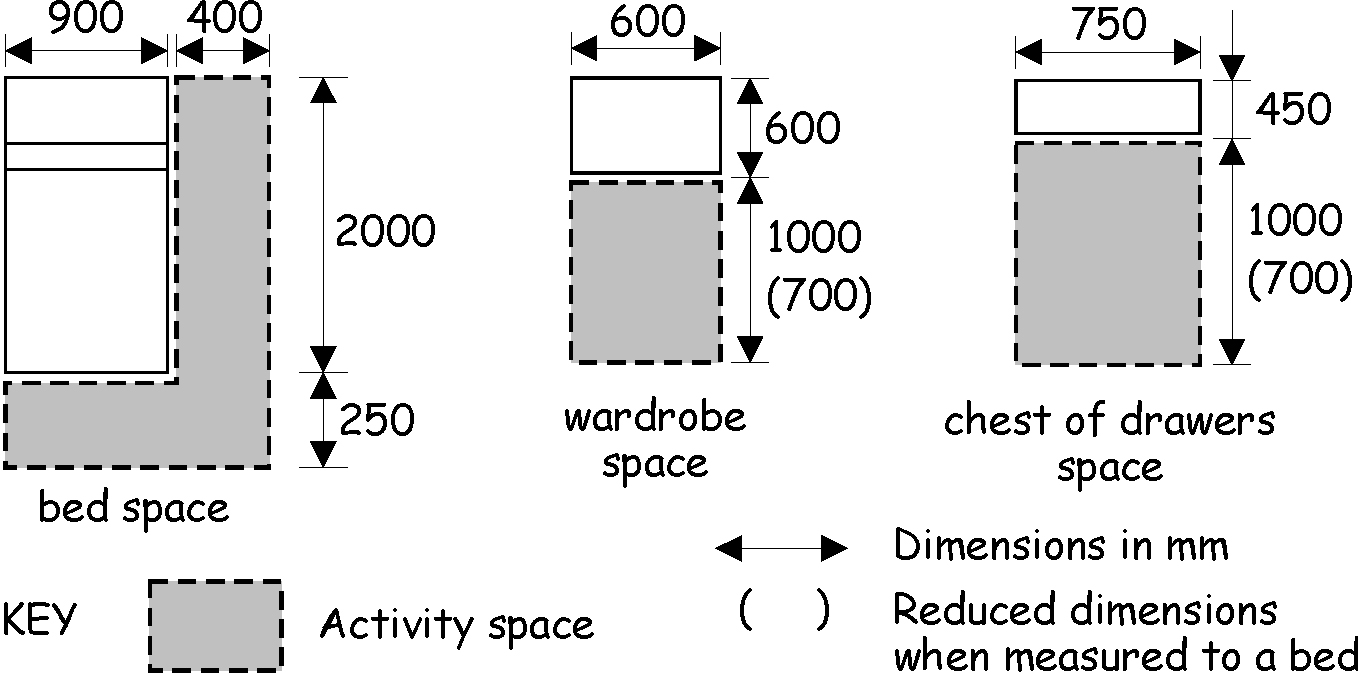 900
400
2000
250
bed space
600
600
1000
(700)
wardrobe
space
750
450
1000
(700)
chest of drawers
space
KEY
Activity space
Dimensions in mm
( )
Reduced dimensions
when measured to a bed